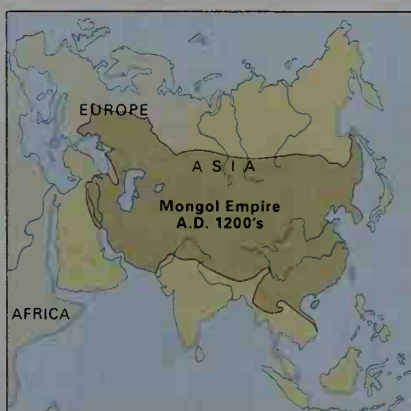 EUROPE
ASIA
Mongol Empire
A.D. 1200's
AFRICA